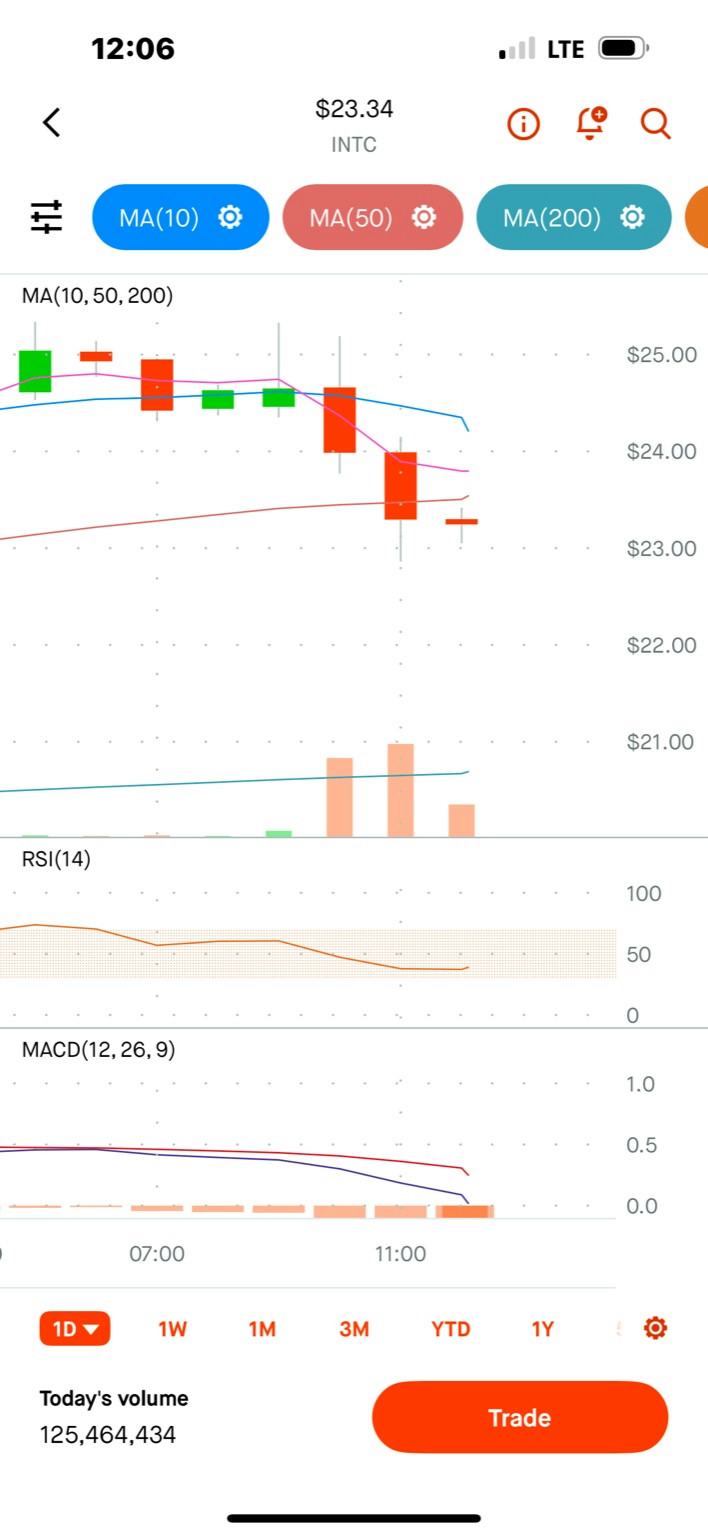 12:06
LTE
$23.34
INTC
MA(10)
MA(50)
MA(200)
MA(10, 50, 200)
$25.00
$24.00
$23.00
$22.00
$21.00
RSI(14)
100
50
0
MACD(12, 26, 9)
1.0
0.5
0.0
07:00
11:00
1D
1W
1M
3M
YTD
1Y
Today's volume
125,464,434
Trade